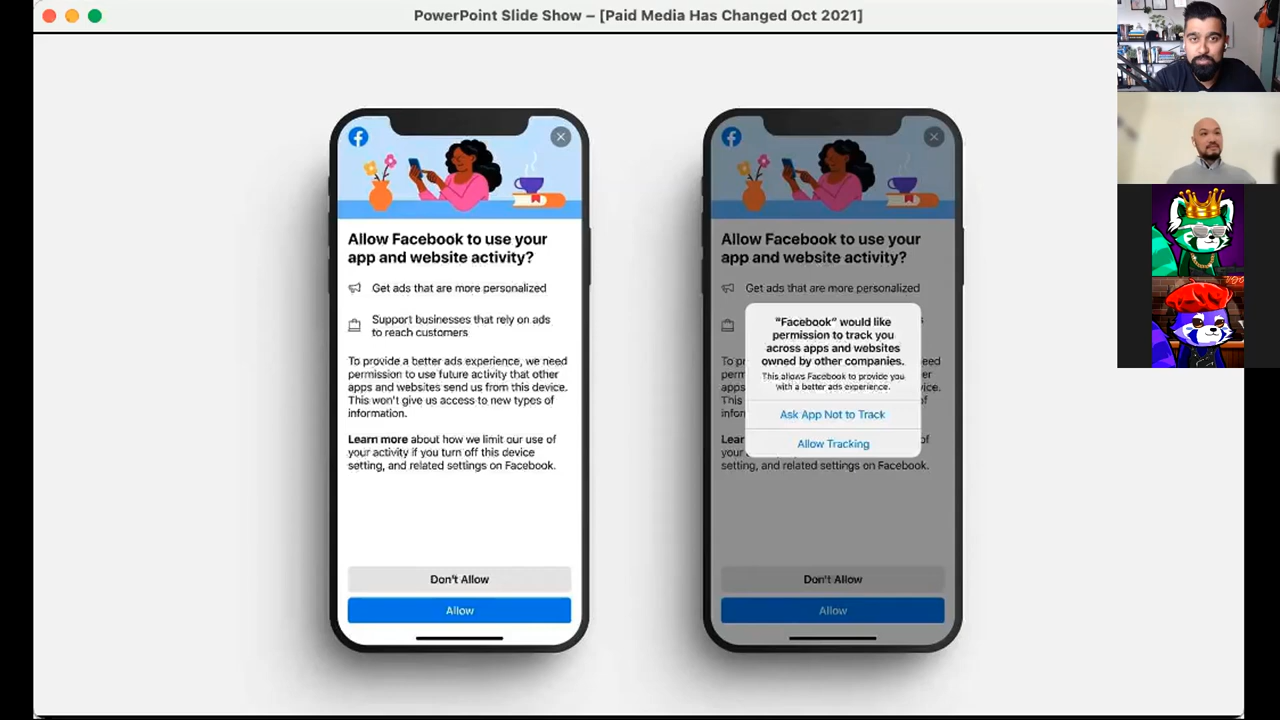 PowerPoint Slide Show – [Paid Media Has Changed Oct 2021]
Allow Facebook to use your
app and website activity?
Get ads that are more personalized
Support businesses that rely on ads
to reach customers
To provide a better ads experience, we need
permission to use future activity that other
apps and websites send us from this device.
This won't give us access to new types of
information.
Learn more about how we limit our use of
your activity if you turn off this device
setting, and related settings on Facebook.
Don't Allow
Allow
Allow Facebook to use your
app and website activity?
Get ads that are more personalized
"Facebook" would like
permission to track you
across apps and websites
owned by other companies.
This allows Facebook to provide you
with a better ads experience.
Ask App Not to Track
Allow Tracking
setting, and related settings on Facebook.
Don't Allow
Allow